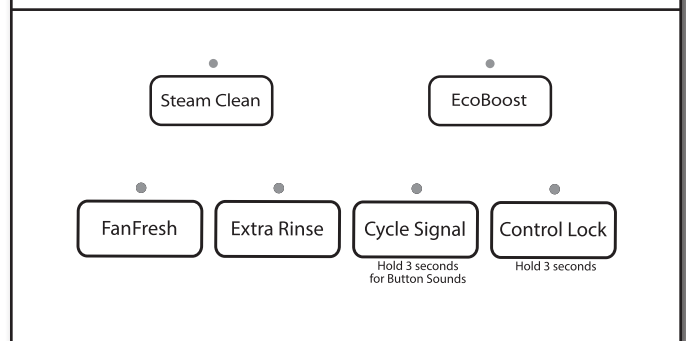 Steam Clean
EcoBoost
FanFresh
Extra Rinse
Cycle Signal
Control Lock
Hold 3 seconds
for Button Sounds
Hold 3 seconds